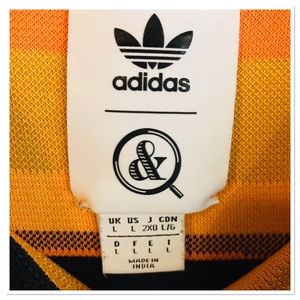 adidas
&
UK US J CDN
L L 2XO L/G
D F E I
L L L L
MADE IN
INDIA